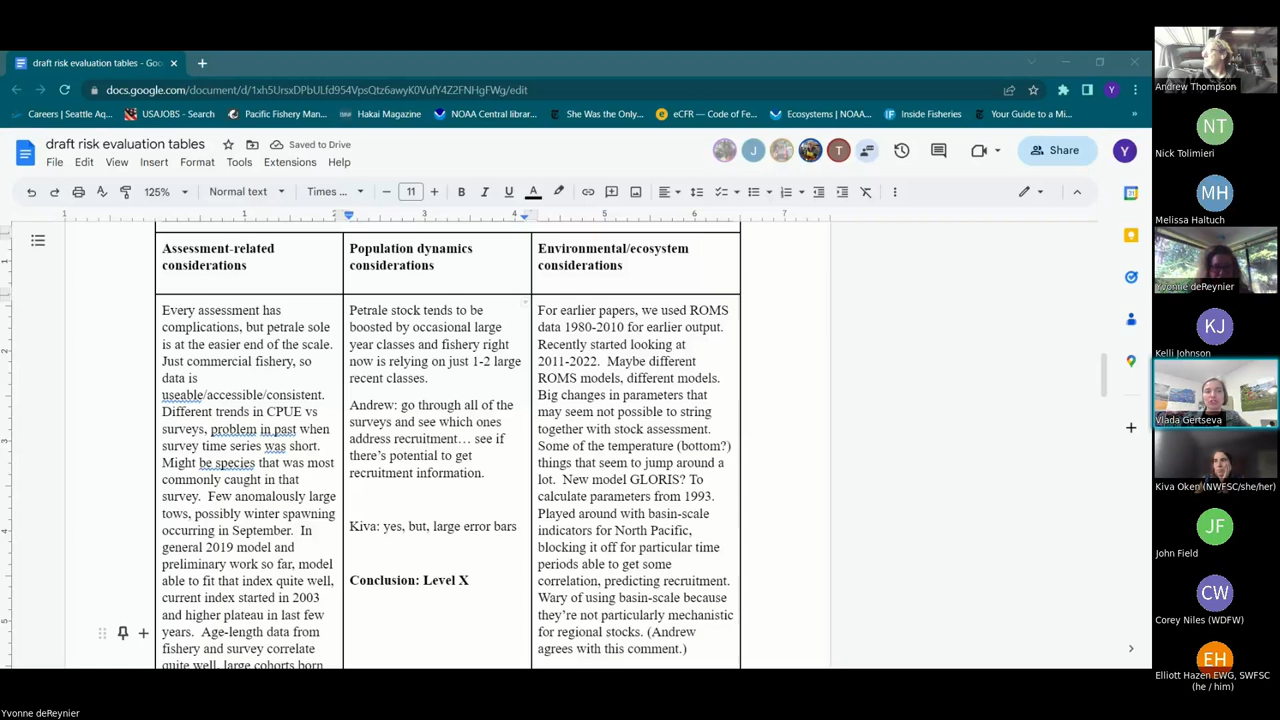 draft risk evaluation tables - Goo
docs.google.com/document/d/1xh5UrsxDPbULfd954VpsQtz6awyK0VufY4Z2FNHgFWg/edit
Careers | Seattle Aq...
USAJOBS - Search
Pacific Fishery Man...
Hakai Magazine
NOAA Central library...
She Was the Only...
eCFR — Code of Fe...
Ecosystems | NOAA...
Inside Fisheries
Your Guide to a Mi...
draft risk evaluation tables
Saved to Drive
File Edit View Insert Format Tools Extensions Help
J
T
Share
Y
125%
Normal text
Times ...
11
Assessment-related
considerations
Population dynamics
considerations
Environmental/ecosystem
considerations
Every assessment has
complications, but petrale sole
is at the easier end of the scale.
Just commercial fishery, so
data is
useable/accessible/consistent.
Different trends in CPUE vs
surveys, problem in past when
survey time series was short.
Might be species that was most
commonly caught in that
survey. Few anomalously large
tows, possibly winter spawning
occurring in September. In
general 2019 model and
preliminary work so far, model
able to fit that index quite well,
current index started in 2003
and higher plateau in last few
years. Age-length data from
fishery and survey correlate
quite well, large cohorts born
Petrale stock tends to be
boosted by occasional large
year classes and fishery right
now is relying on just 1-2 large
recent classes.
Andrew: go through all of the
surveys and see which ones
address recruitment… see if
there's potential to get
recruitment information.
Kiva: yes, but, large error bars
Conclusion: Level X
For earlier papers, we used ROMS
data 1980-2010 for earlier output.
Recently started looking at
2011-2022. Maybe different
ROMS models, different models.
Big changes in parameters that
may seem not possible to string
together with stock assessment.
Some of the temperature (bottom?)
things that seem to jump around a
lot. New model GLORIS? To
calculate parameters from 1993.
Played around with basin-scale
indicators for North Pacific,
blocking it off for particular time
periods able to get some
correlation, predicting recruitment.
Wary of using basin-scale because
they're not particularly mechanistic
for regional stocks. (Andrew
agrees with this comment.)
Andrew Thompson
NT
Nick Tolimieri
MH
Melissa Haltuch
Yvonne deReynier
KJ
Kelli Johnson
Vlada Gertseva
Kiva Oken (NWFSC/she/her)
JF
John Field
CW
Corey Niles (WDFW)
EH
Elliott Hazen EWG, SWFSC
(he / him)
Yvonne deReynier